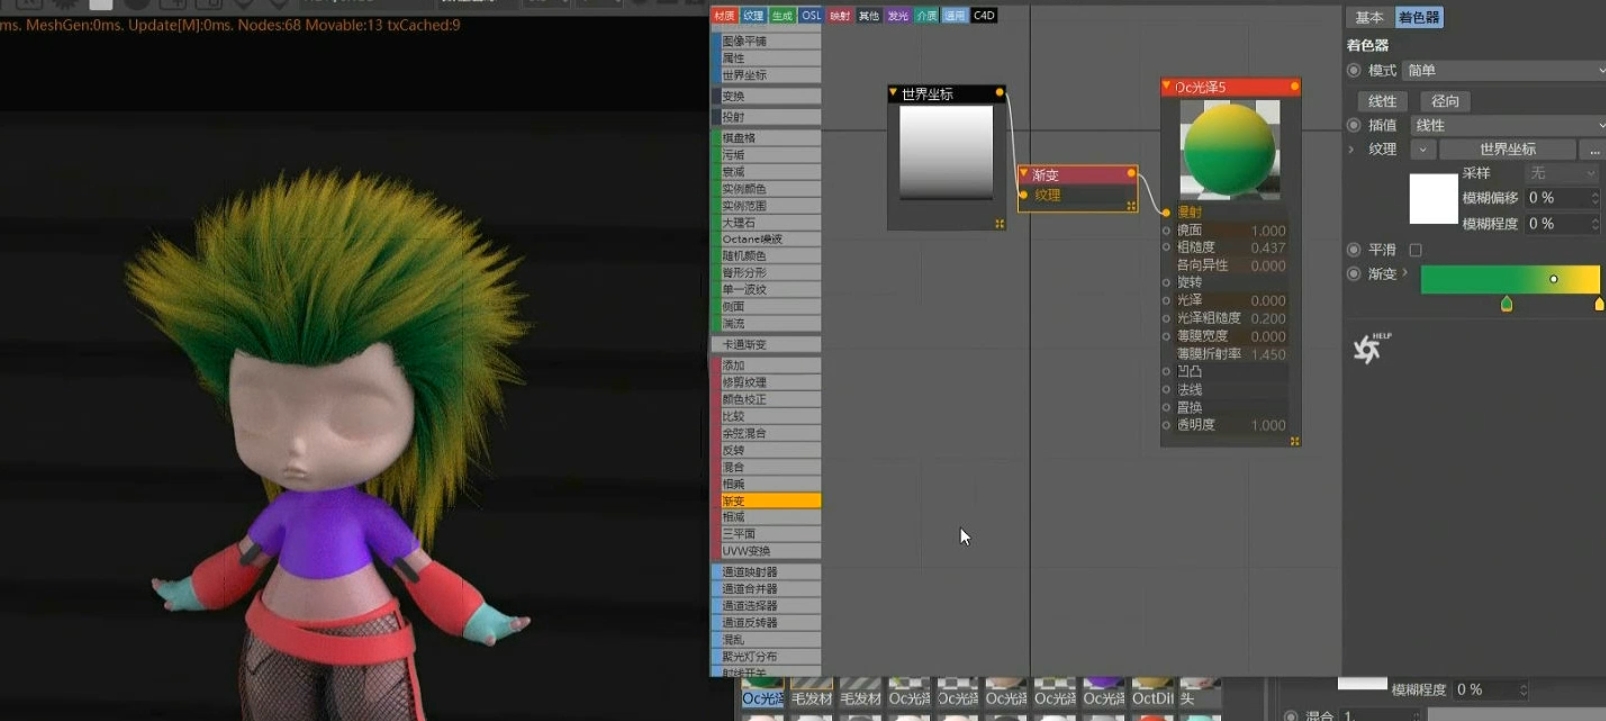 ms. MeshGen:0ms. Update[M]:0ms. Nodes:68 Movable:13 txCached:9
材质 纹理 生成 OSL 映射 其他 发光 介质 通用 C4D
图像平铺
属性
世界坐标
变换
投射
棋盘格
污垢
衰减
实例颜色
实例范围
大理石
Octane噪波
随机颜色
脊形分形
单一波纹
侧面
湍流
卡通渐变
添加
修剪纹理
颜色校正
比较
余弦混合
反转
混合
相乘
渐变
相减
三平面
UVW变换
通道映射器
通道合并器
通道选择器
通道反转器
混乱
聚光灯分布
射线开关
世界坐标
渐变
纹理
Oc光泽5
漫射
镜面 1.000
粗糙度 0.437
各向异性 0.000
旋转
光泽 0.000
光泽粗糙度 0.200
薄膜宽度 0.000
薄膜折射率 1.450
凹凸
法线
置换
透明度 1.000
基本 着色器
着色器
模式 简单
线性 径向
插值 线性
纹理 世界坐标 ...
采样 无
模糊偏移 0 %
模糊程度 0 %
平滑
渐变
HELP
Oc光泽 毛发材 毛发材 Oc光泽 Oc光泽 Oc光泽 Oc光泽 Oc光泽 OctDif 头
模糊程度 0 %
混合 1.